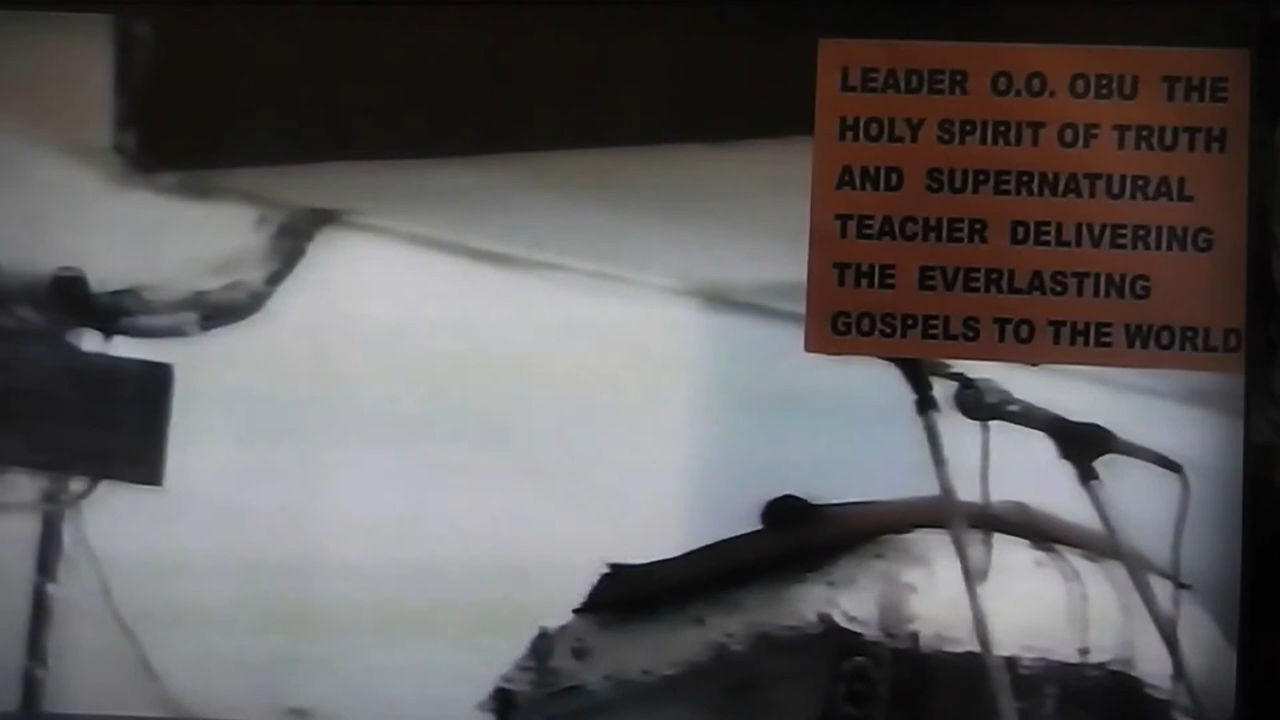 LEADER O.O. OBU THE
HOLY SPIRIT OF TRUTH
AND SUPERNATURAL
TEACHER DELIVERING
THE EVERLASTING
GOSPELS TO THE WORLD